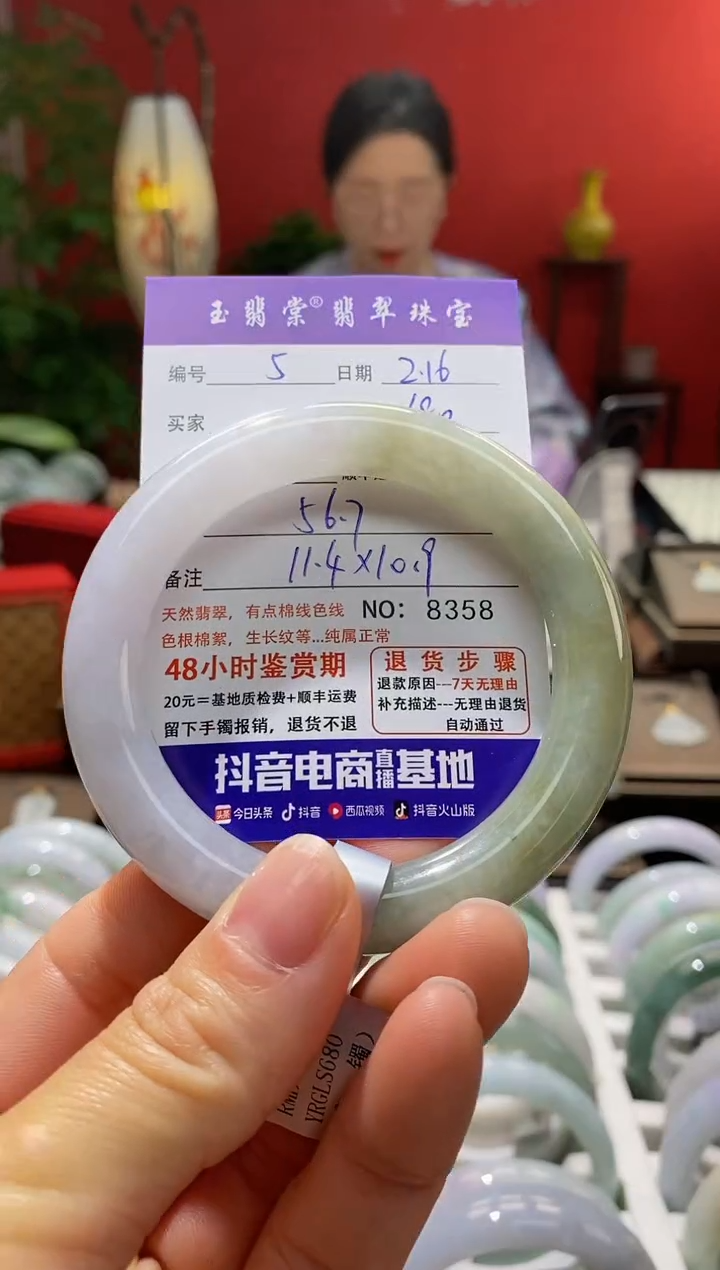 玉翡棠®翡翠珠宝
编号 5 日期 2.16
买家
56.7
备注 11.4×10.9
天然翡翠，有点棉线色线 NO： 8358
色根棉絮，生长纹等...纯属正常
48小时鉴赏期
20元=基地质检费+顺丰运费
留下手镯报销，退货不退
退货步骤
退款原因---7天无理由
补充描述---无理由退货
自动通过
抖音电商直播基地
头条 今日头条 抖音 西瓜视频 抖音火山版
YRGLS680
镯）